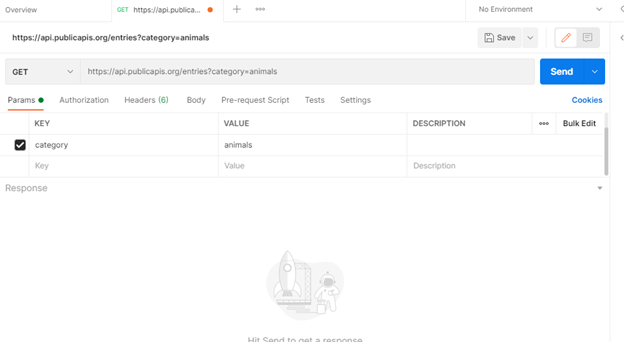 Overview
GET https://api.publica...
No Environment
https://api.publicapis.org/entries?category=animals
Save
GET https://api.publicapis.org/entries?category=animals
Send
Params Authorization Headers (6) Body Pre-request Script Tests Settings Cookies
KEY VALUE DESCRIPTION Bulk Edit
category animals
Key Value Description
Response
Hit Send to get a response